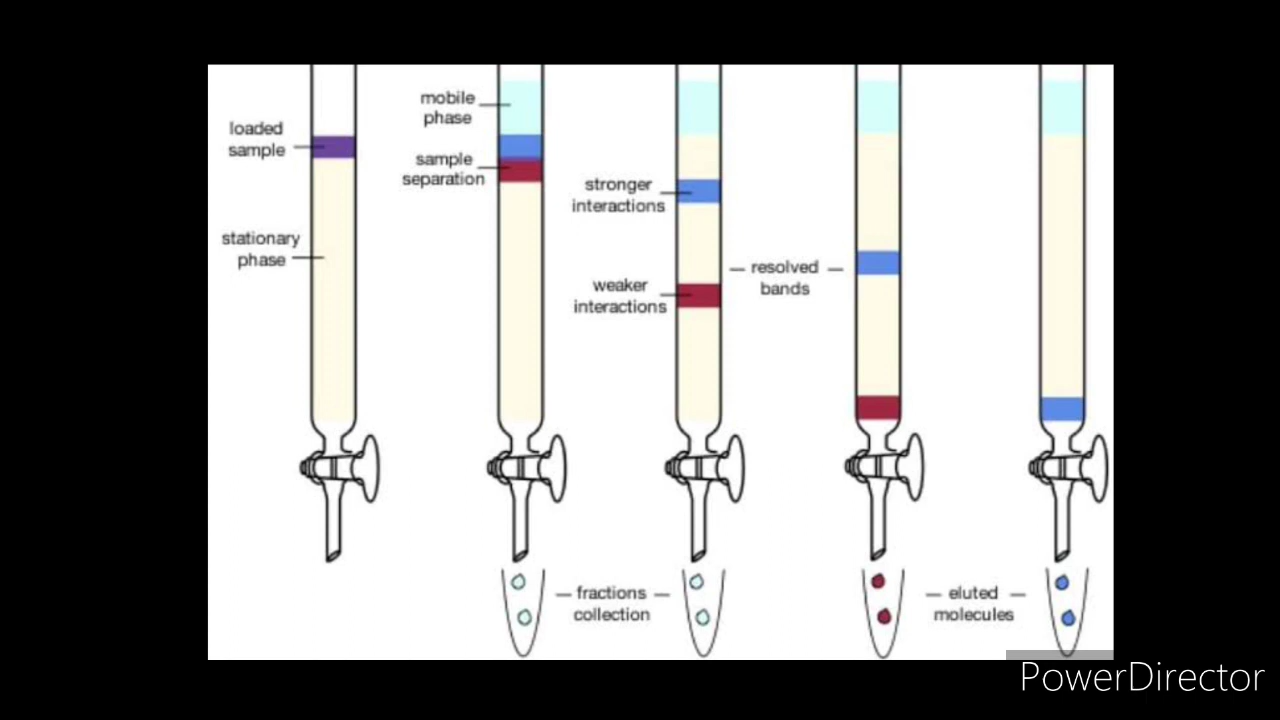 loaded
sample
stationary
phase
mobile
phase
sample
separation
stronger
interactions
weaker
interactions
resolved
bands
fractions
collection
eluted
molecules
PowerDirector